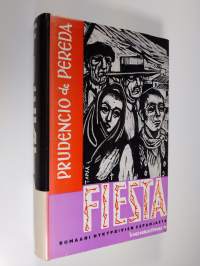 PRUDENCIO de PEREDA
FIESTA
ROMAANI NYKYPÄIVIEN ESPANJASTA